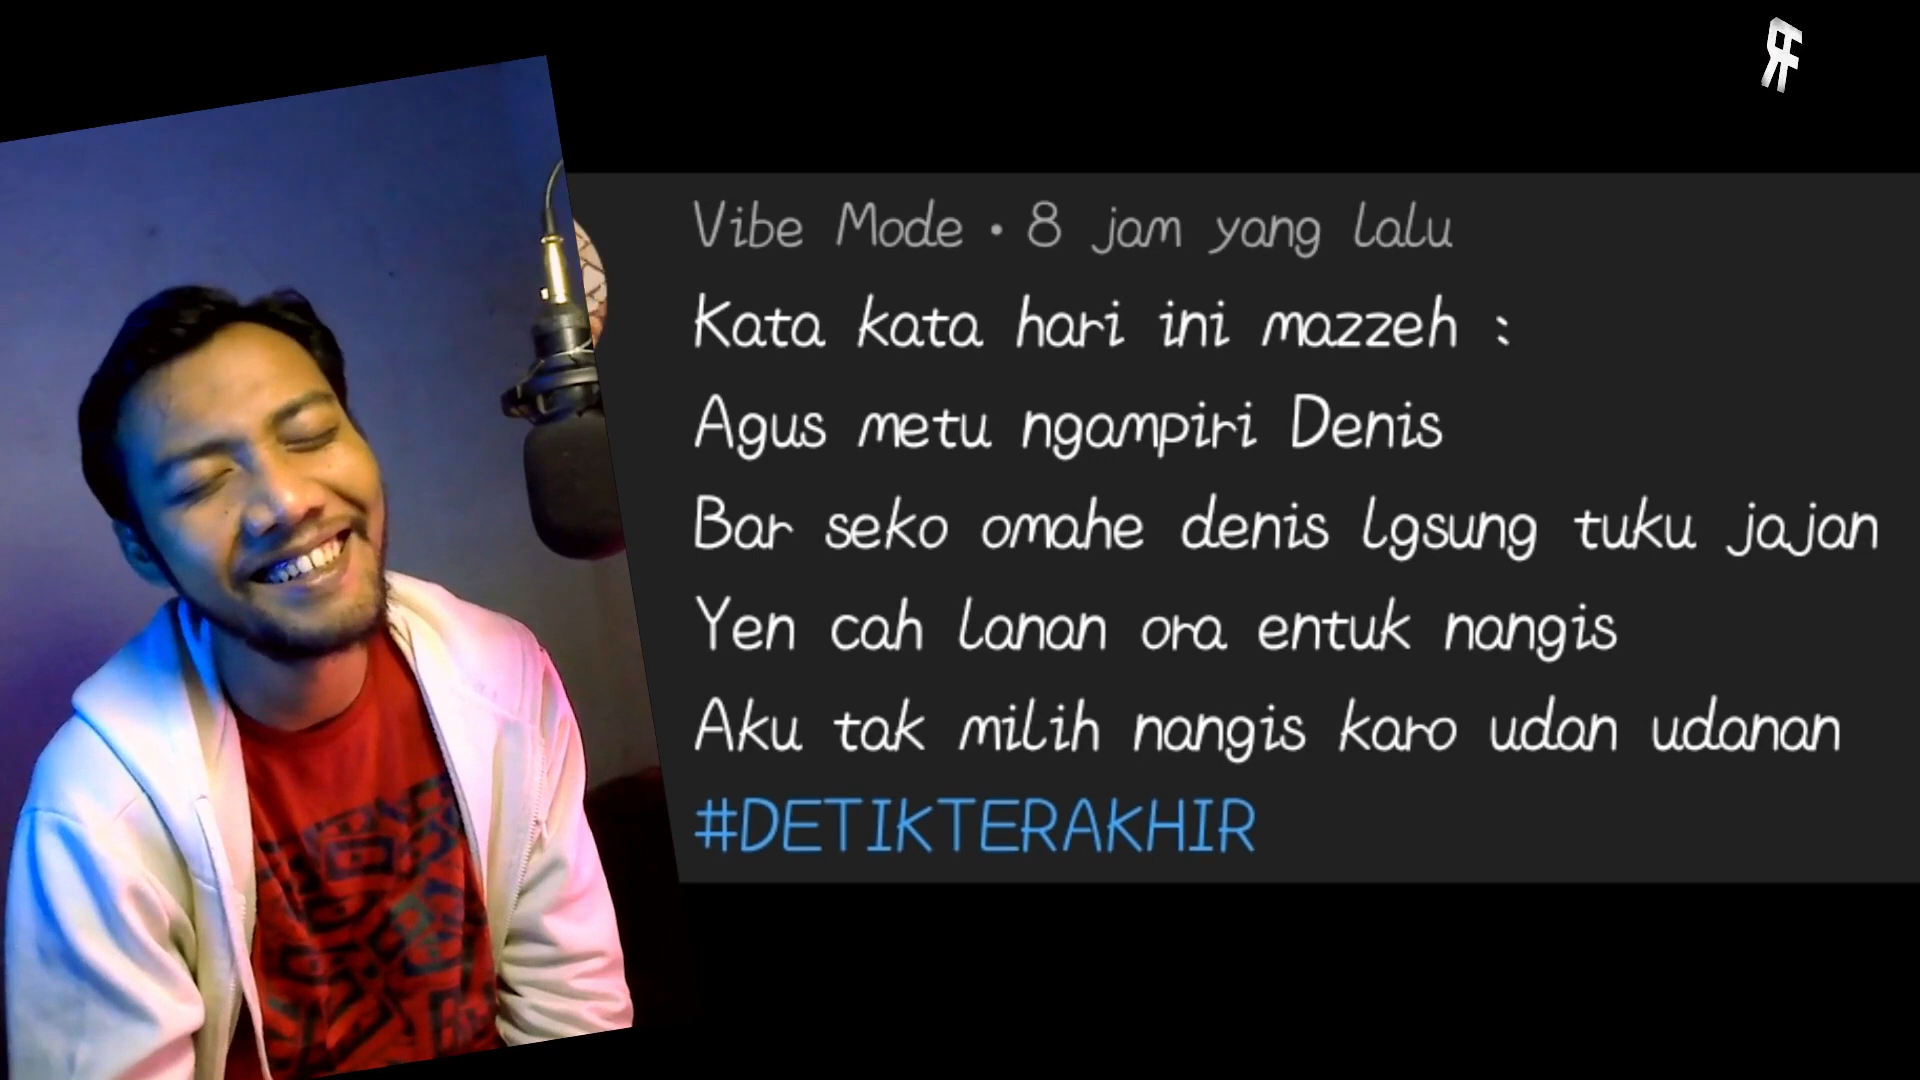 Vibe Mode • 8 jam yang lalu
Kata kata hari ini mazzeh :
Agus metu ngampiri Denis
Bar seko omahe denis lgsung tuku jajan
Yen cah lanan ora entuk nangis
Aku tak milih nangis karo udan udanan
#DETIKTERAKHIR